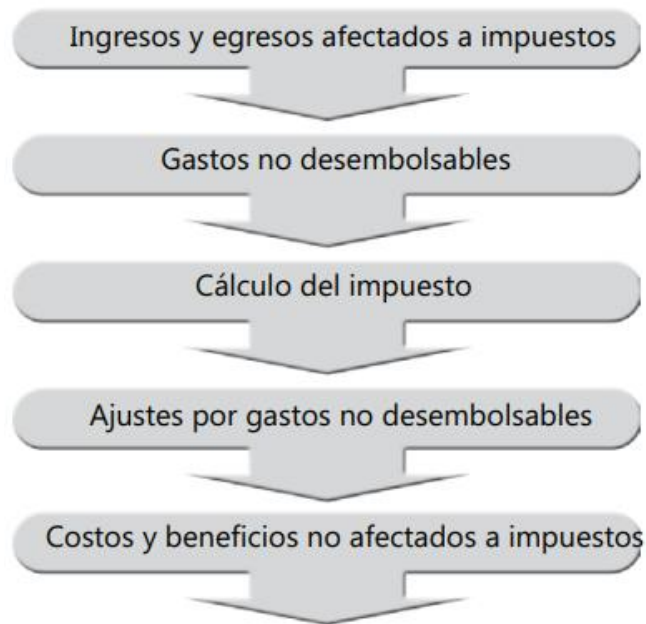 Ingresos y egresos afectados a impuestos
Gastos no desembolsables
Cálculo del impuesto
Ajustes por gastos no desembolsables
Costos y beneficios no afectados a impuestos